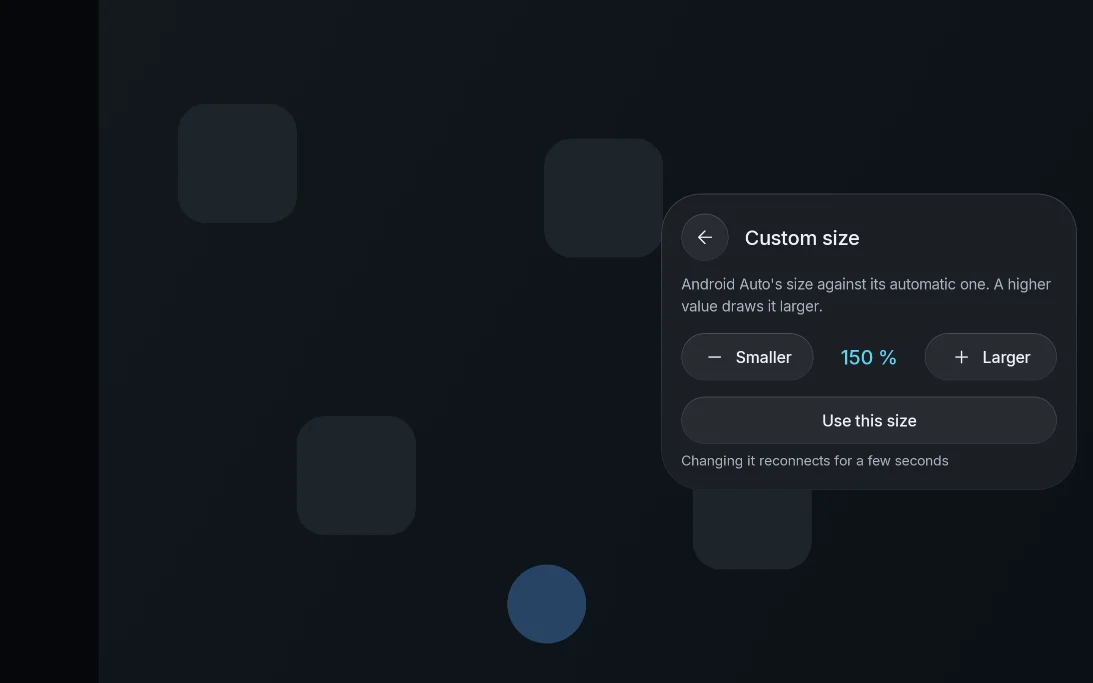 Custom size
Android Auto's size against its automatic one. A higher
value draws it larger.
Smaller
150 %
Larger
Use this size
Changing it reconnects for a few seconds